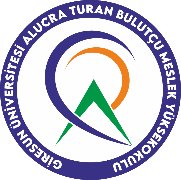 GİRESUN ÜNİVERSİTESİ ALUCRA TURAN BULUTÇU MESLEK YÜKSEKOKULU